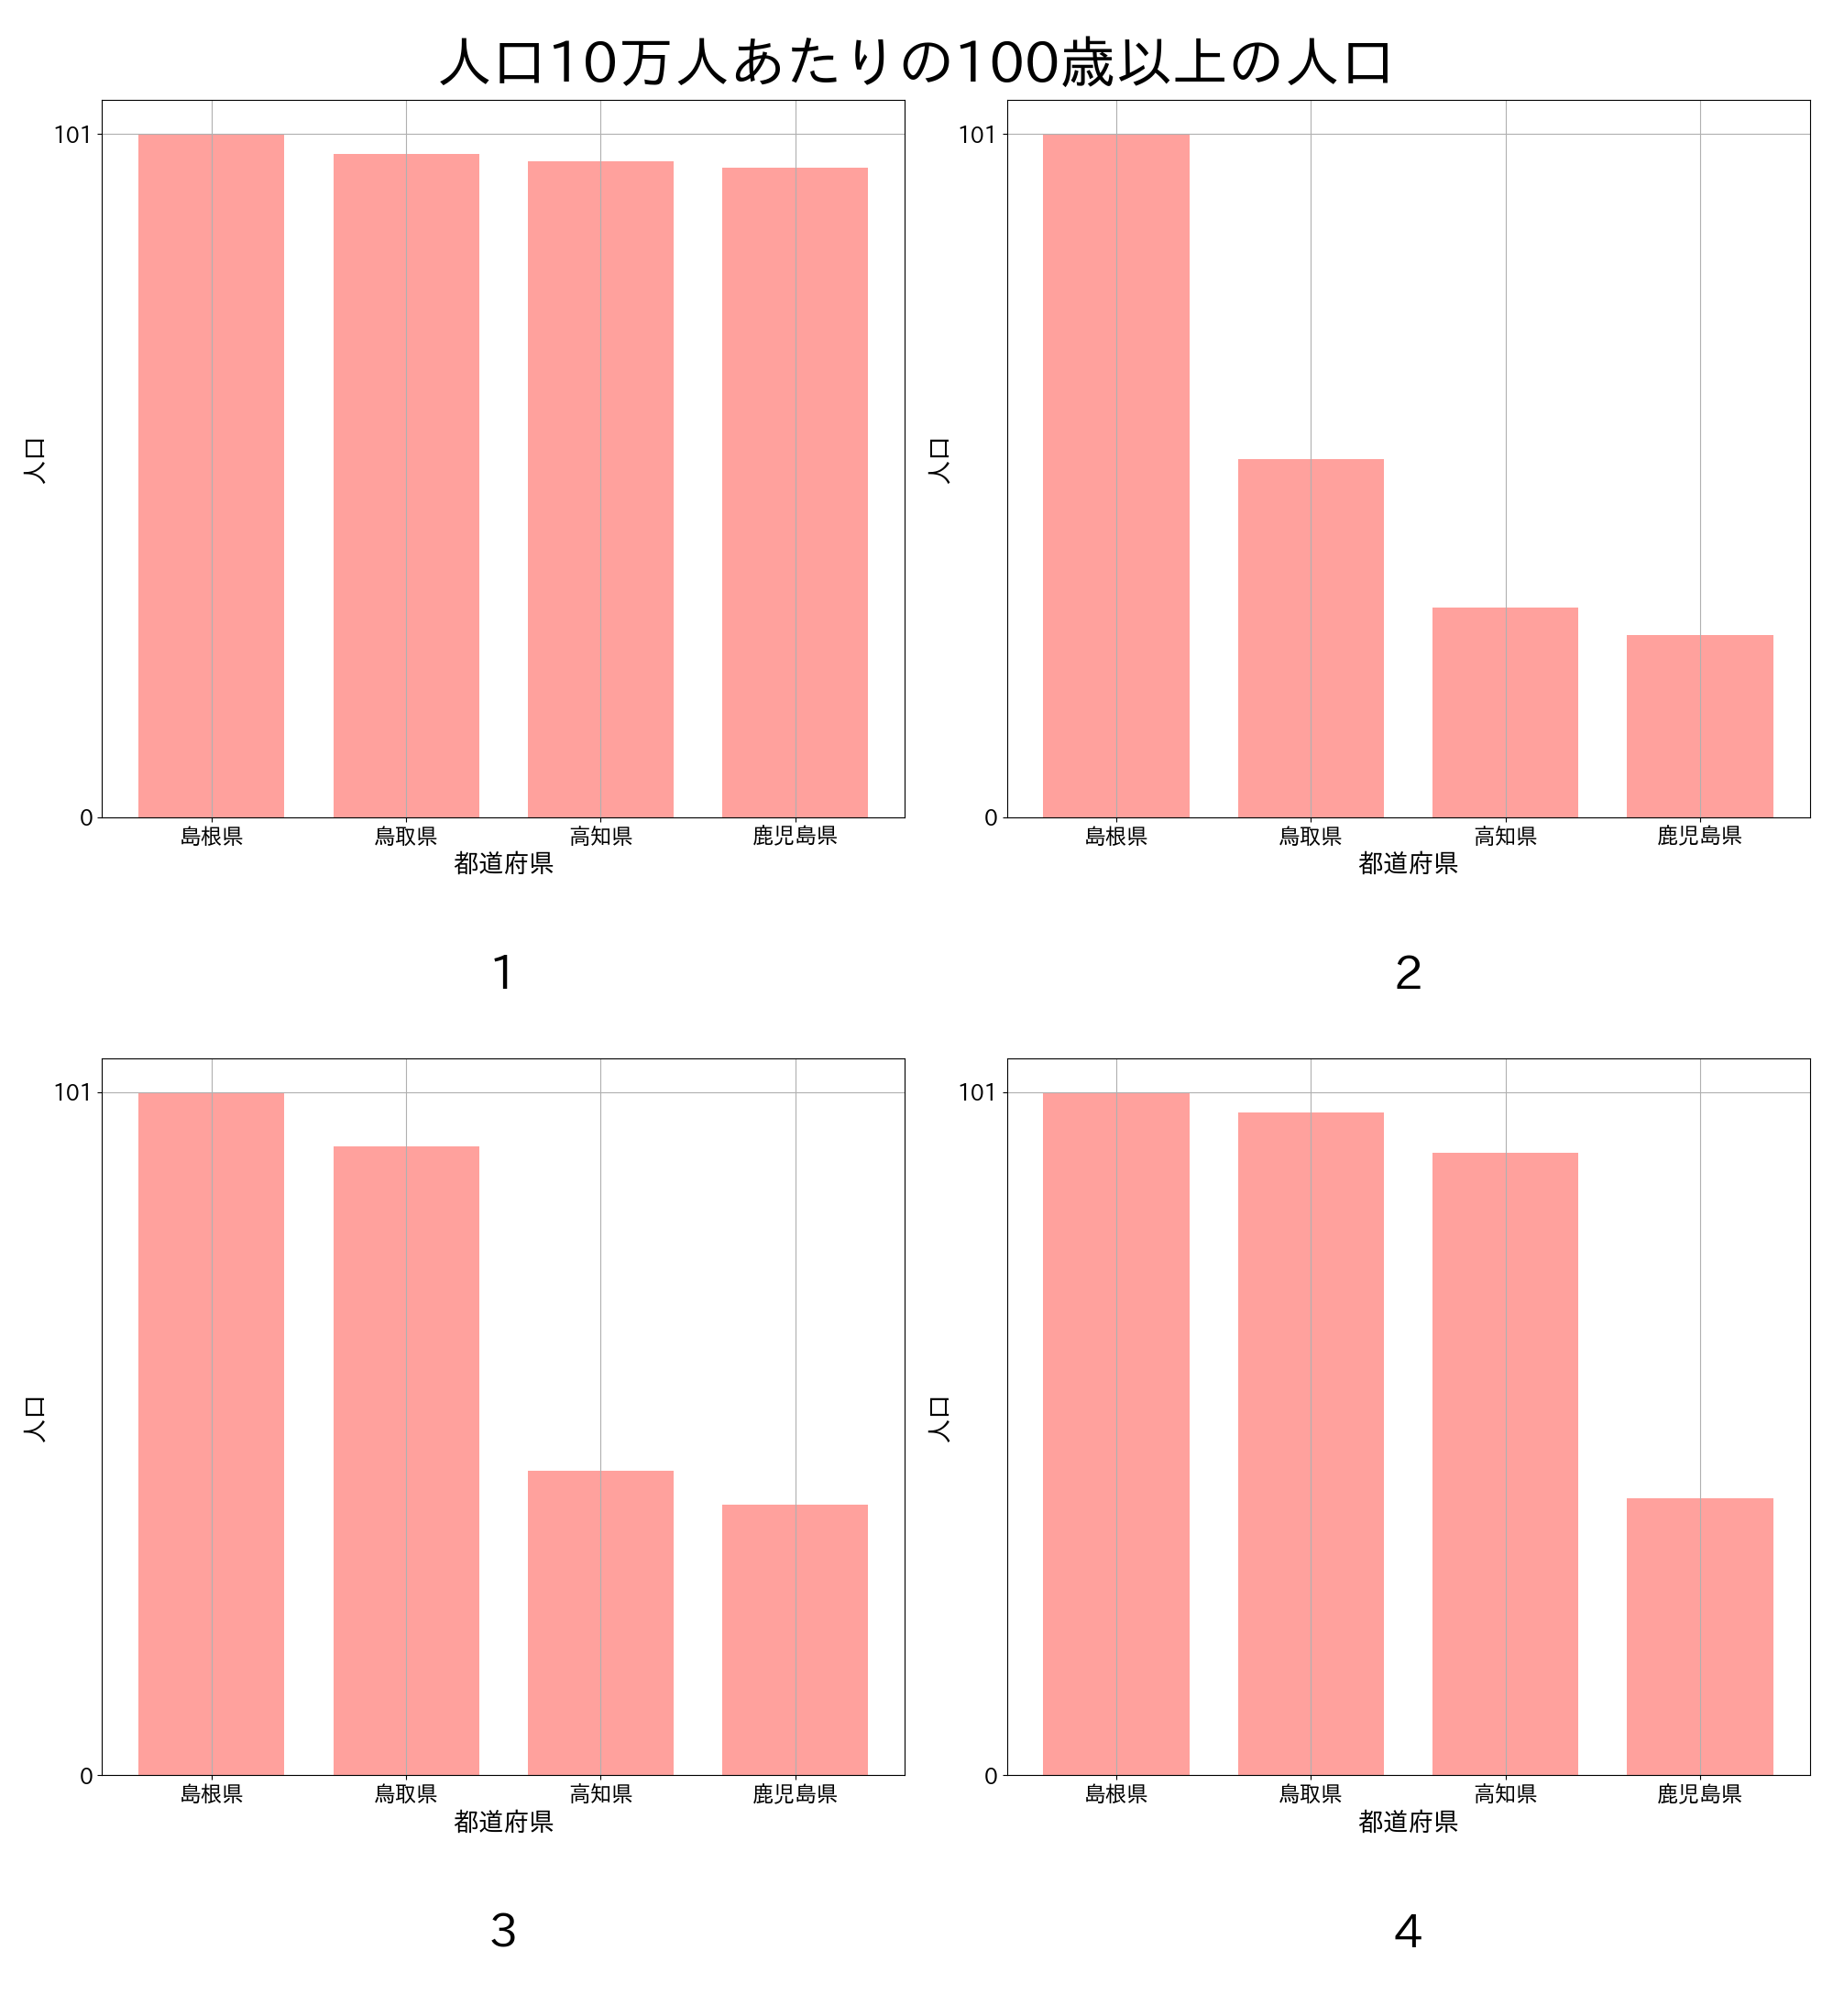 人口10万人あたりの100歳以上の人口
101
0
人口
島根県 鳥取県 高知県 鹿児島県
都道府県
1
101
0
人口
島根県 鳥取県 高知県 鹿児島県
都道府県
2
101
0
人口
島根県 鳥取県 高知県 鹿児島県
都道府県
3
101
0
人口
島根県 鳥取県 高知県 鹿児島県
都道府県
4